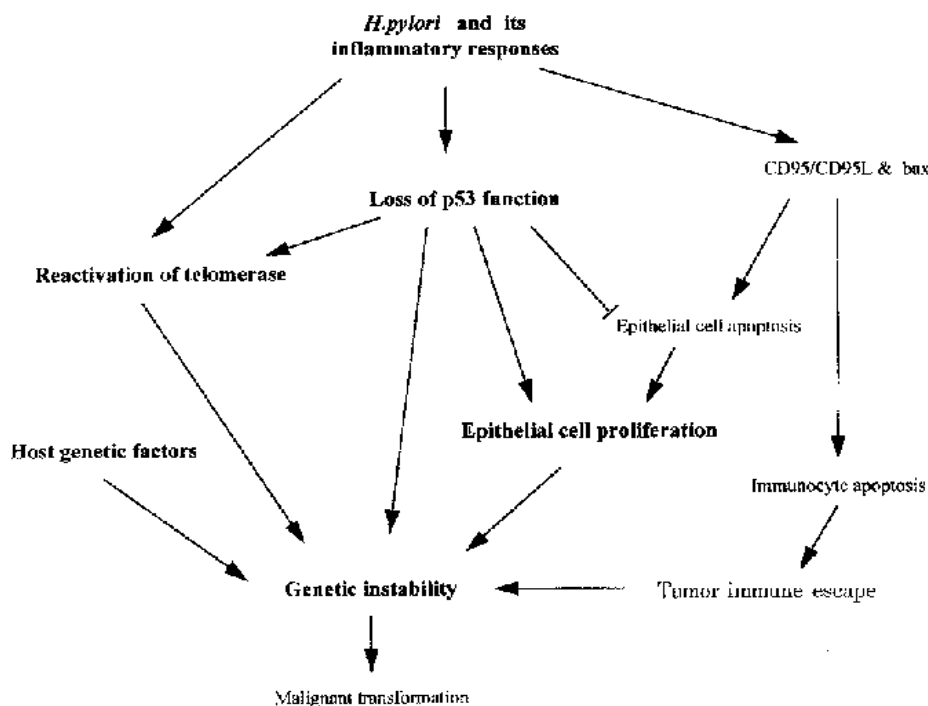 H.pylori and its
inflammatory responses
CD95/CD95L & bax
Loss of p53 function
Reactivation of telomerase
Epithelial cell apoptosis
Epithelial cell proliferation
Host genetic factors
Immunocyte apoptosis
Genetic instability
Tumor immune escape
Malignant transformation